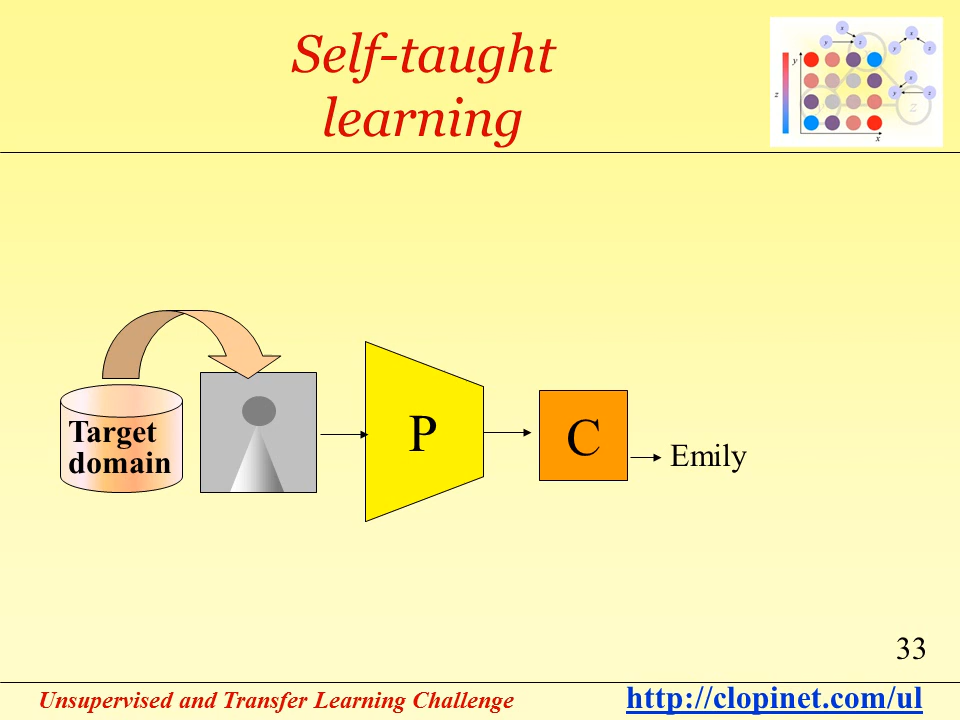 Self-taught
learning
x
y
z
x
y
z
y
x
y
z
z
z
x
Target
domain
P
C
Emily
33
Unsupervised and Transfer Learning Challenge
http://clopinet.com/ul